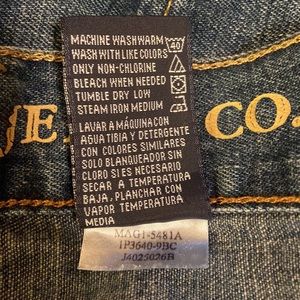 MACHINE WASH WARM
WASH WITH LIKE COLORS
ONLY NON-CHLORINE
BLEACH WHEN NEEDED
TUMBLE DRY LOW
STEAM IRON MEDIUM
40
JE
CO.
LAVAR A MÁQUINA CON
AGUA TIBIA Y DETERGENTE
CON COLORES SIMILARES
SOLO BLANQUEADOR SIN
CLORO SI ES NECESARIO
SECAR A TEMPERATURA
BAJA. PLANCHAR CON
VAPOR TEMPERATURA
MEDIA
MAG1-5481A
1P3640-9BC
J4025026B